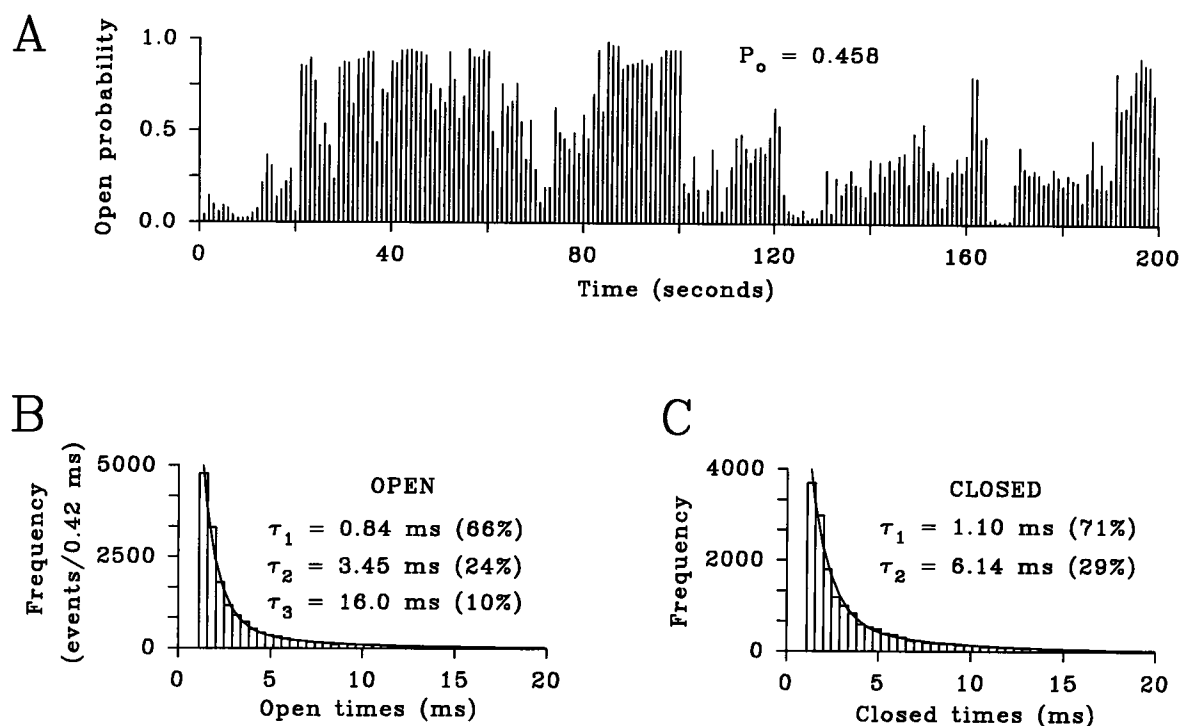 A
1.0
0.5
0.0
Open probability
P_o = 0.458
0 40 80 120 160 200
Time (seconds)
B
Frequency
(events/0.42 ms)
5000
2500
0
OPEN
τ_1 = 0.84 ms (66%)
τ_2 = 3.45 ms (24%)
τ_3 = 16.0 ms (10%)
0 5 10 15 20
Open times (ms)
C
Frequency
4000
2000
0
CLOSED
τ_1 = 1.10 ms (71%)
τ_2 = 6.14 ms (29%)
0 5 10 15 20
Closed times (ms)